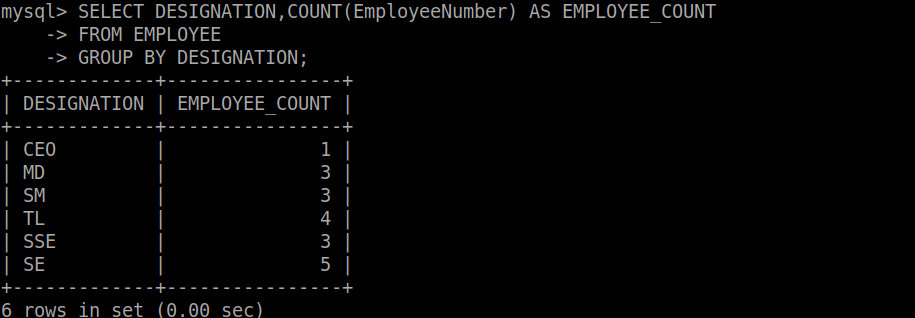 mysql> SELECT DESIGNATION,COUNT(EmployeeNumber) AS EMPLOYEE_COUNT
    -> FROM EMPLOYEE
    -> GROUP BY DESIGNATION;
+-------------+----------------+
| DESIGNATION | EMPLOYEE_COUNT |
+-------------+----------------+
| CEO         |              1 |
| MD          |              3 |
| SM          |              3 |
| TL          |              4 |
| SSE         |              3 |
| SE          |              5 |
+-------------+----------------+
6 rows in set (0.00 sec)